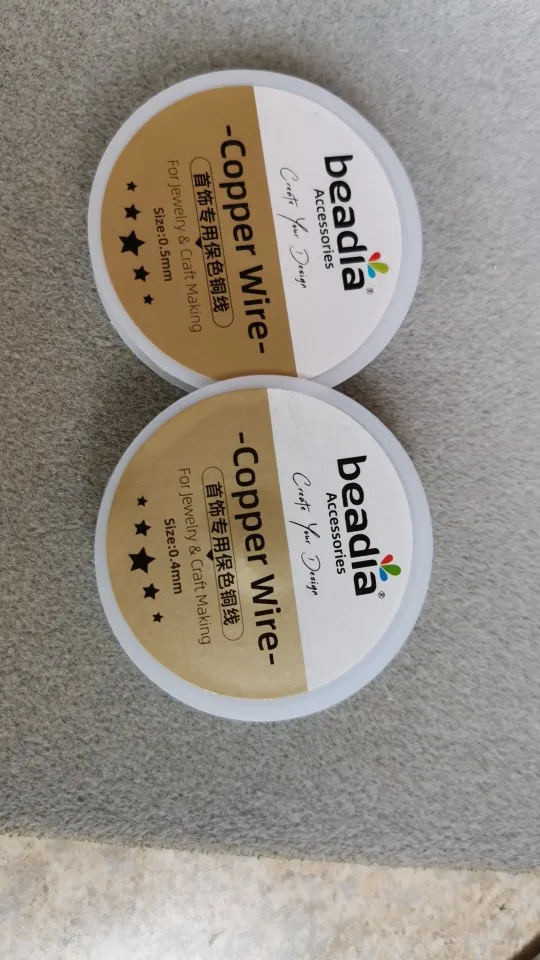 beadla®
Accessories
Create Your Design
-Copper Wire-
首饰专用保色铜线
For Jewelry & Craft Making
Size:0.5mm
beadla®
Accessories
Create Your Design
-Copper Wire-
首饰专用保色铜线
For Jewelry & Craft Making
Size:0.4mm